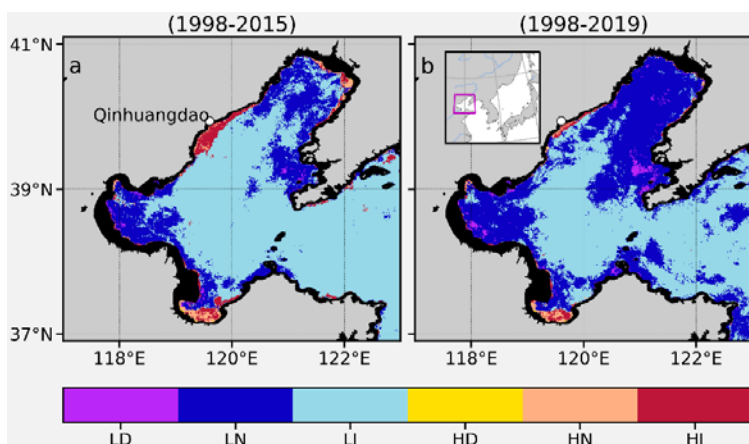 (1998-2015) (1998-2019)
41°N
a b
Qinhuangdao
39°N
37°N
118°E 120°E 122°E 118°E 120°E 122°E
LD LN LI HD HN HI